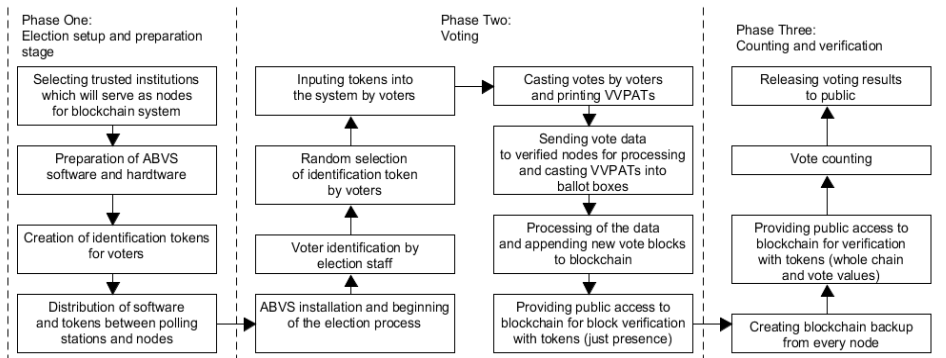 Phase One:
Election setup and preparation
stage
Selecting trusted institutions
which will serve as nodes
for blockchain system
Preparation of ABVS
software and hardtware
Creation of identification tokens
for voters
Distribution of software
and tokens between polling
stations and nodes
Phase Two:
Voting
ABVS installation and beginning
of the election process
Voter identification by
election staff
Random selection
of identification token
by voters
Inputing tokens into
the system by voters
Casting votes by voters
and printing VVPATs
Sending vote data
to verified nodes for processing
and casting VVPATs into
ballot boxes
Processing of the data
and appending new vote blocks
to blockchain
Providing public access to
blockchain for block verification
with tokens (just presence)
Phase Three:
Counting and verification
Creating blockchain backup
from every node
Providing public access to
blockchain for verification
with tokens (whole chain
and vote values)
Vote counting
Releasing voting results
to public